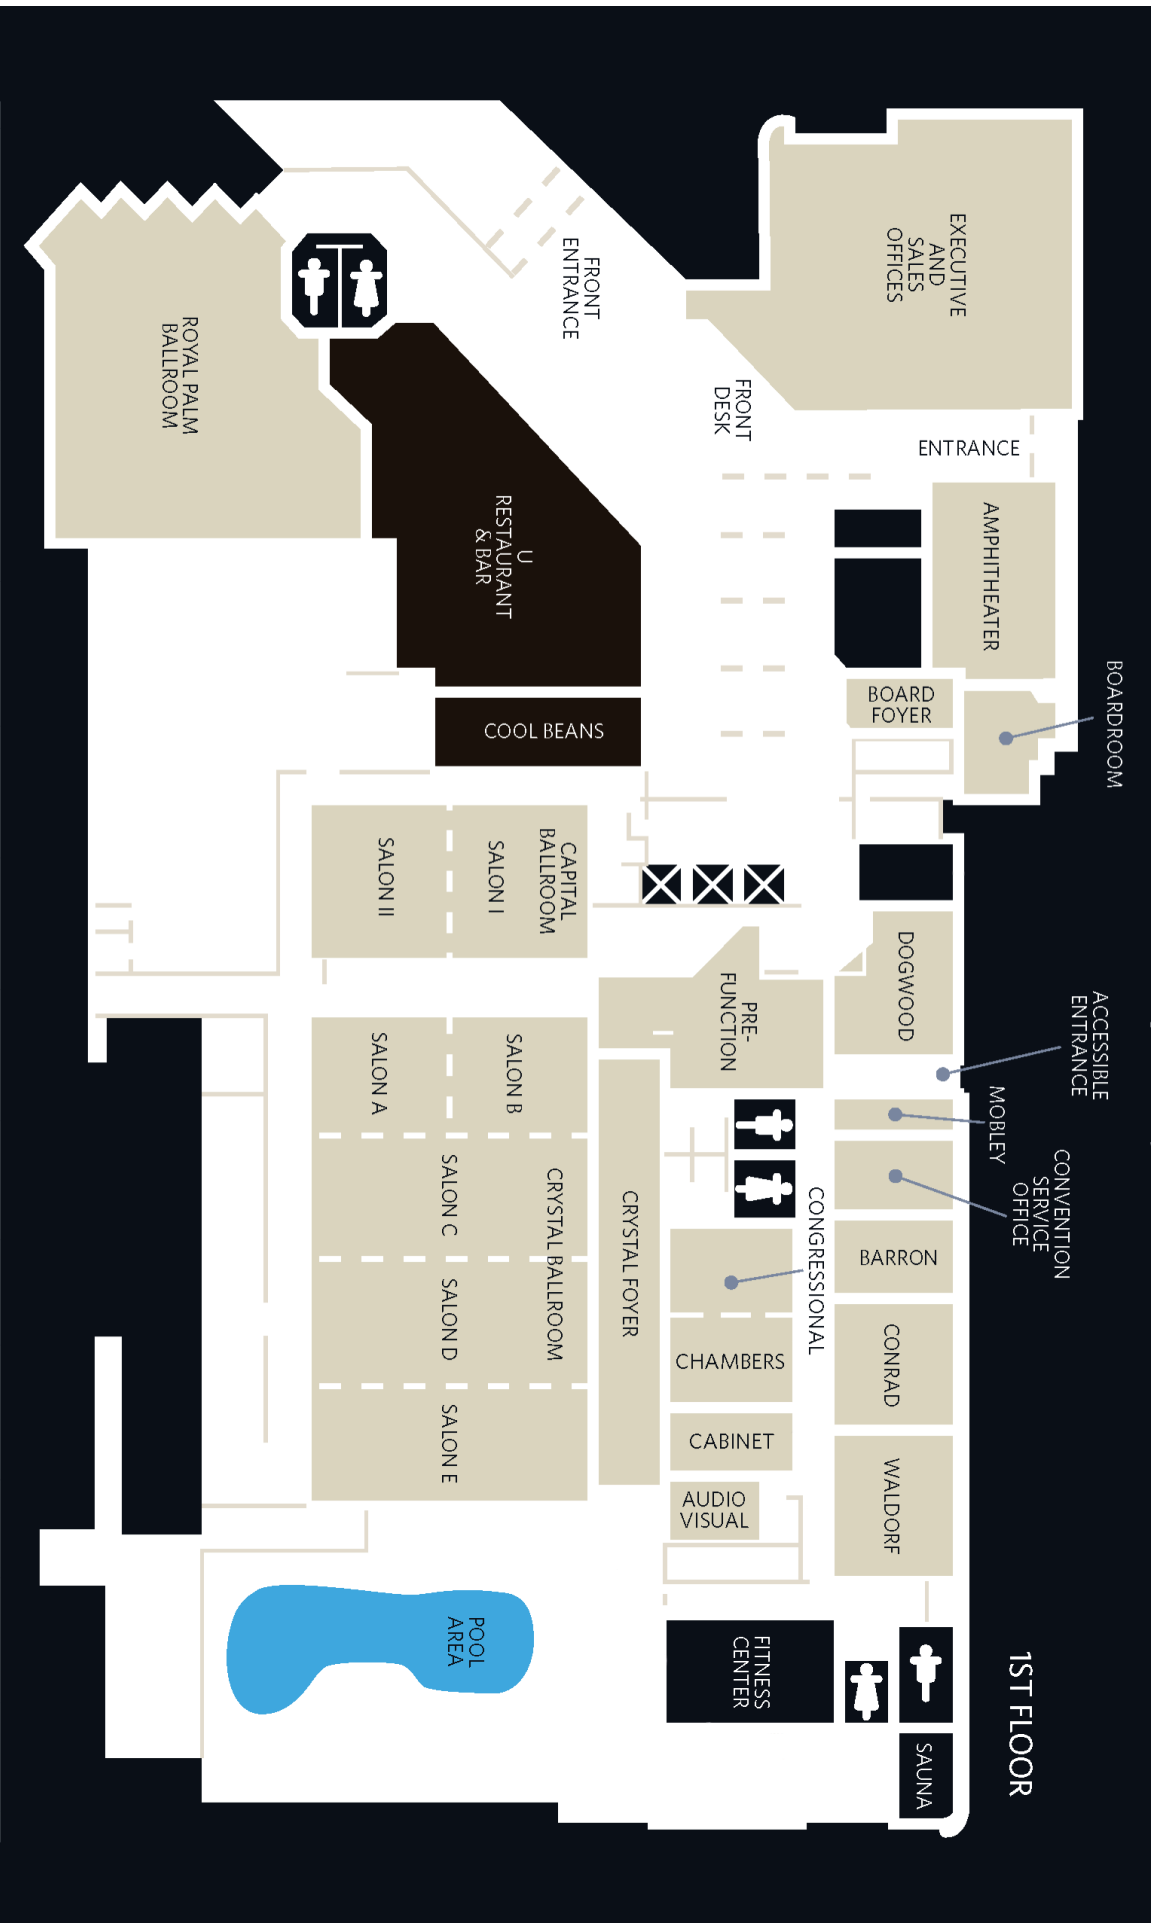 EXECUTIVE
AND
SALES
OFFICES
FRONT
ENTRANCE
ROYAL PALM
BALLROOM
FRONT
DESK
ENTRANCE
AMPHITHEATER
U
RESTAURANT
& BAR
BOARDROOM
BOARD
FOYER
COOL BEANS
CAPITAL
BALLROOM
SALON I
SALON II
DOGWOOD
PRE-
FUNCTION
ACCESSIBLE
ENTRANCE
MOBLEY
CONVENTION
SERVICE
OFFICE
SALON A
SALON B
SALON C
CRYSTAL BALLROOM
SALON D
SALON E
CRYSTAL FOYER
CONGRESSIONAL
BARRON
CONRAD
CHAMBERS
CABINET
WALDORF
AUDIO
VISUAL
POOL
AREA
FITNESS
CENTER
SAUNA
1ST FLOOR